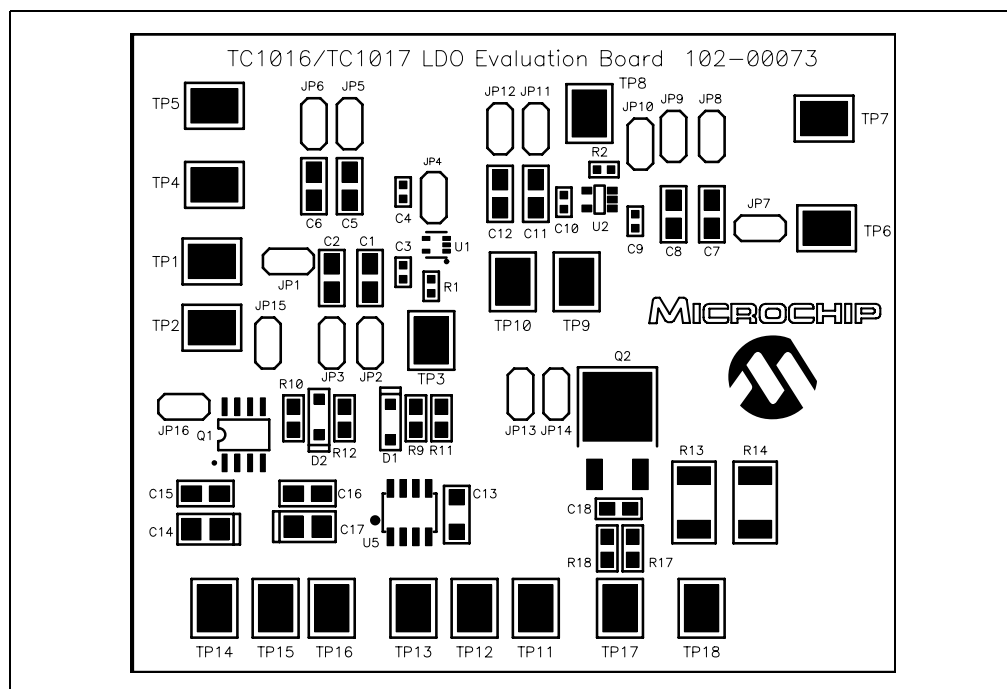 TC1016/TC1017 LDO Evaluation Board 102-00073
TP5
JP6 JP5
JP12 JP11
TP8
JP10 JP9 JP8
TP7
TP4
JP4
R2
C6 C5
C4
C12 C11 C10
U2
C9
C8 C7
JP7
TP6
TP1
JP1
C2 C1
C3
U1
R1
TP10 TP9
MICROCHIP
TP2
JP15
JP3 JP2
TP3
Q2
JP16
Q1
R10
D2
R12
D1
R9 R11
JP13 JP14
R13 R14
C15
C16
C13
C14
C17
U5
C18
R18 R17
TP14 TP15 TP16 TP13 TP12 TP11 TP17 TP18